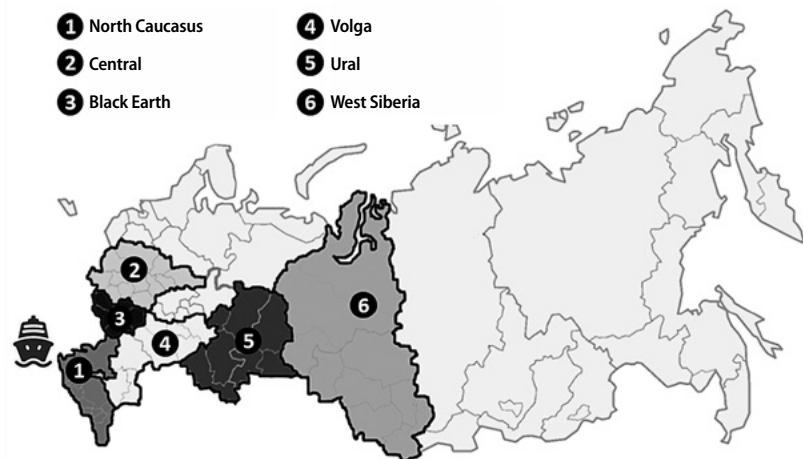 1 North Caucasus
2 Central
3 Black Earth
4 Volga
5 Ural
6 West Siberia
2
3
1
4
5
6